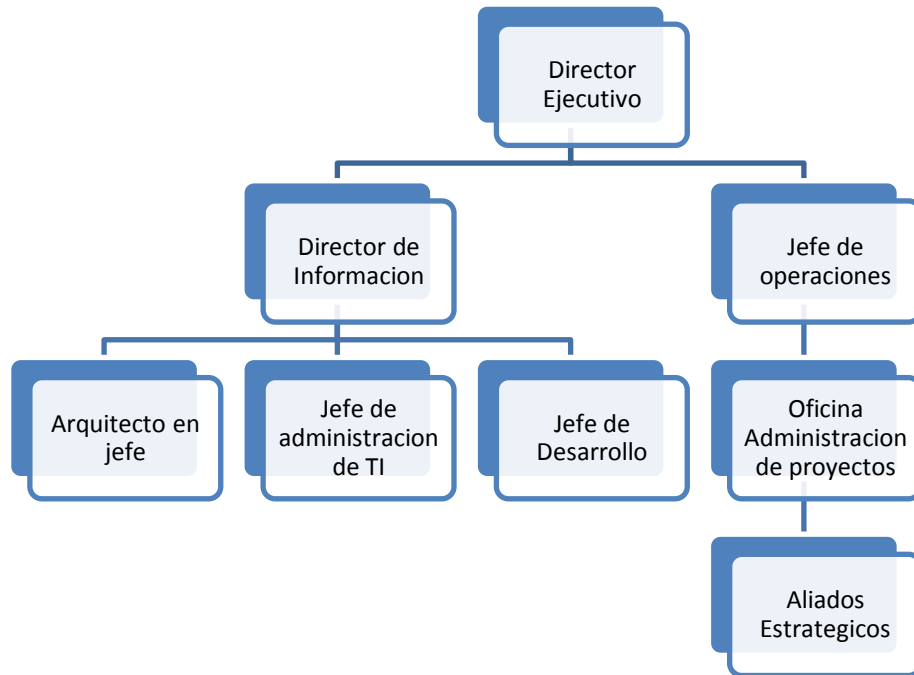 Director
Ejecutivo
Director de
Informacion
Jefe de
operaciones
Arquitecto en
jefe
Jefe de
administracion
de TI
Jefe de
Desarrollo
Oficina
Administracion
de proyectos
Aliados
Estrategicos